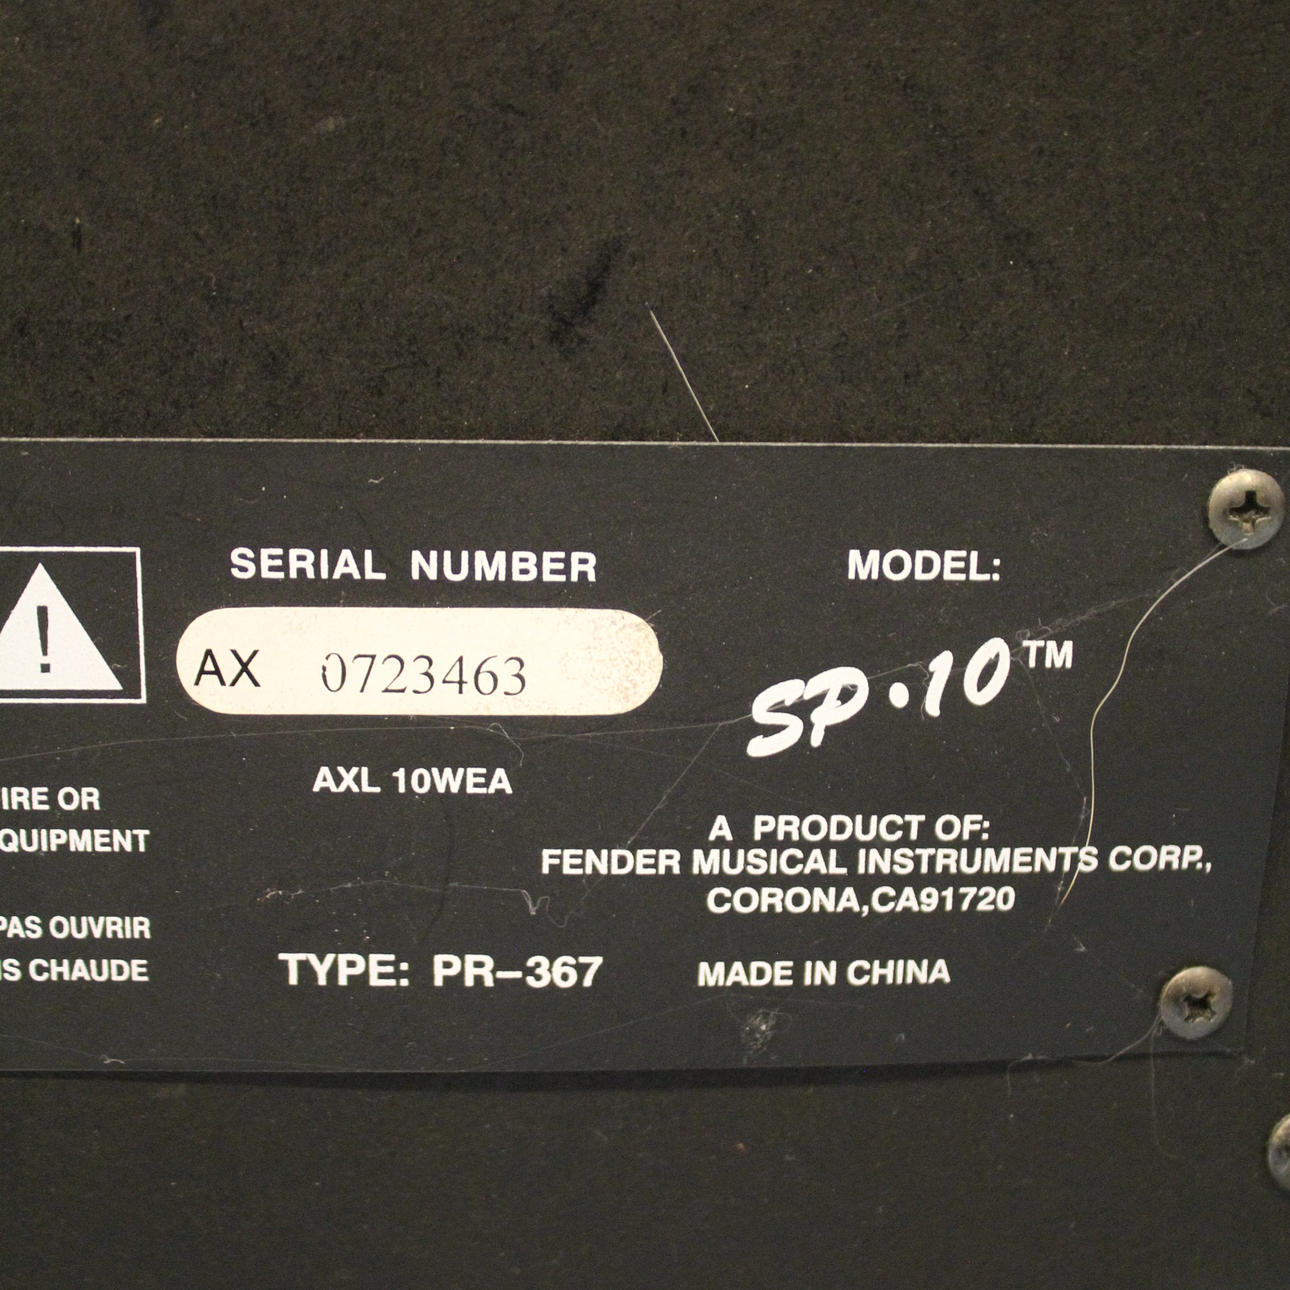 SERIAL NUMBER
MODEL:
!
AX 0723463
SP·10™
AXL 10WEA
IRE OR
QUIPMENT
A PRODUCT OF:
FENDER MUSICAL INSTRUMENTS CORP.,
CORONA,CA91720
PAS OUVRIR
IS CHAUDE
TYPE: PR-367
MADE IN CHINA